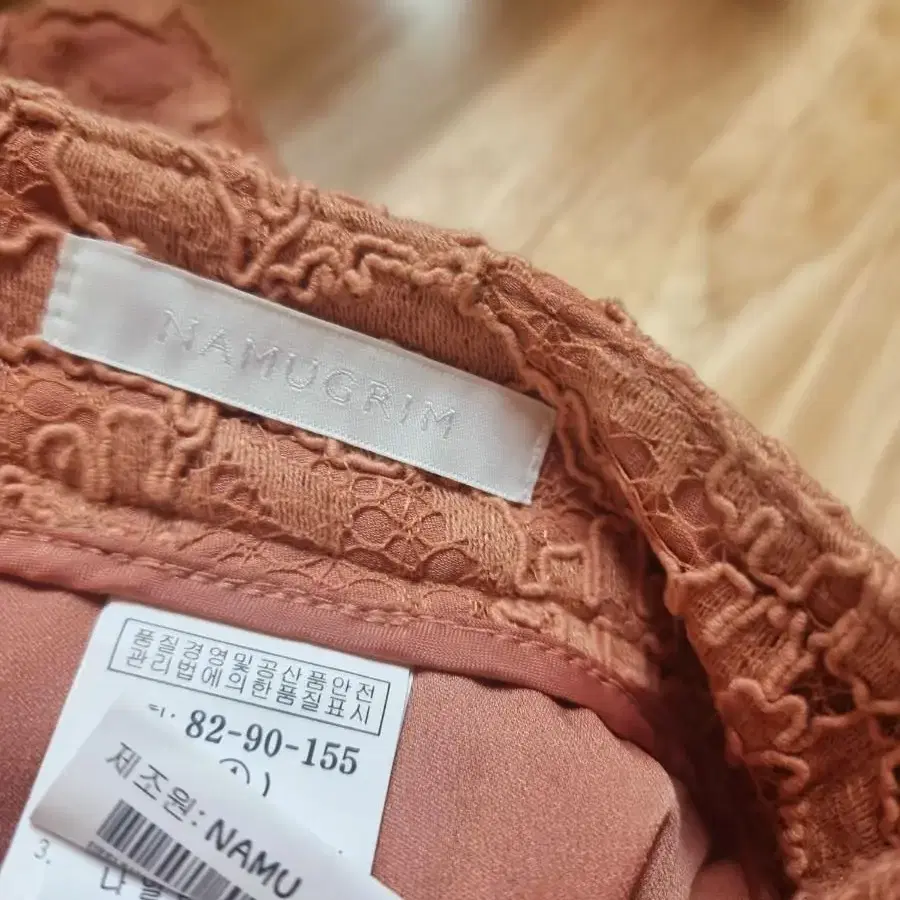 NAMUGRIM
품질경영및공산품안전
관리법에의한품질표시
82-90-155
제조원: NAMU
3.